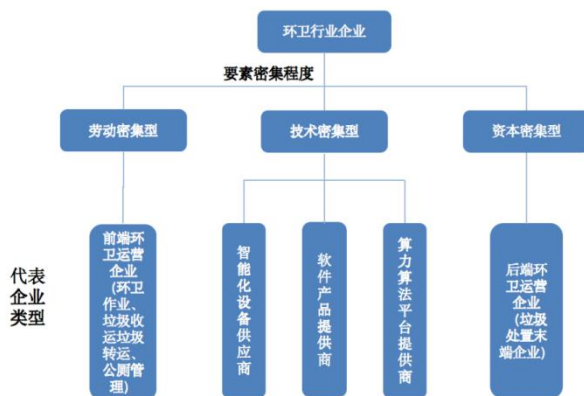 环卫行业企业
要素密集程度
劳动密集型
技术密集型
资本密集型
代表
企业
类型
前端环
卫运营
企业
（环卫
作业、
垃圾收
运垃圾
转运、
公厕管
理）
智能化设备供应商
软件产品提供商
算力算法平台提供商
后端环
卫运营
企业
（垃圾
处置末
端企业）